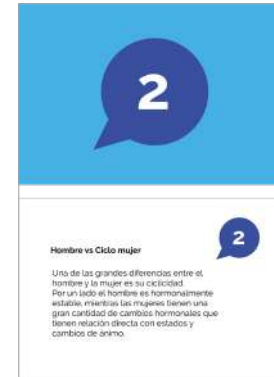 2
2
Hombre vs Ciclo mujer
Una de las grandes diferencias entre el
hombre y la mujer es su ciclicidad.
Por un lado el hombre es hormonalmente
estable, mientras las mujeres tienen una
gran cantidad de cambios hormonales que
tienen relación directa con estados y
cambios de ánimo.